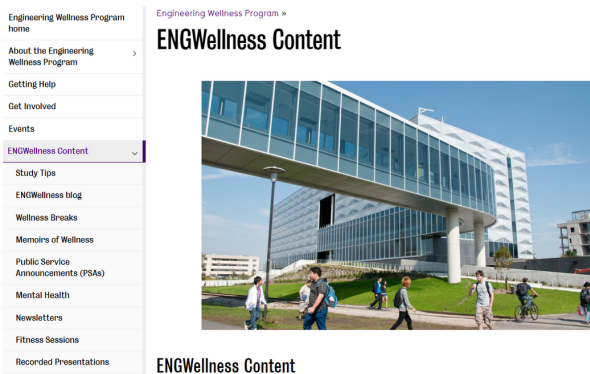 Engineering Wellness Program
home
About the Engineering
Wellness Program
Getting Help
Get Involved
Events
ENGWellness Content
Study Tips
ENGWellness blog
Wellness Breaks
Memoirs of Wellness
Public Service
Announcements (PSAs)
Mental Health
Newsletters
Fitness Sessions
Recorded Presentations
Engineering Wellness Program »
ENGWellness Content
ENGWellness Content